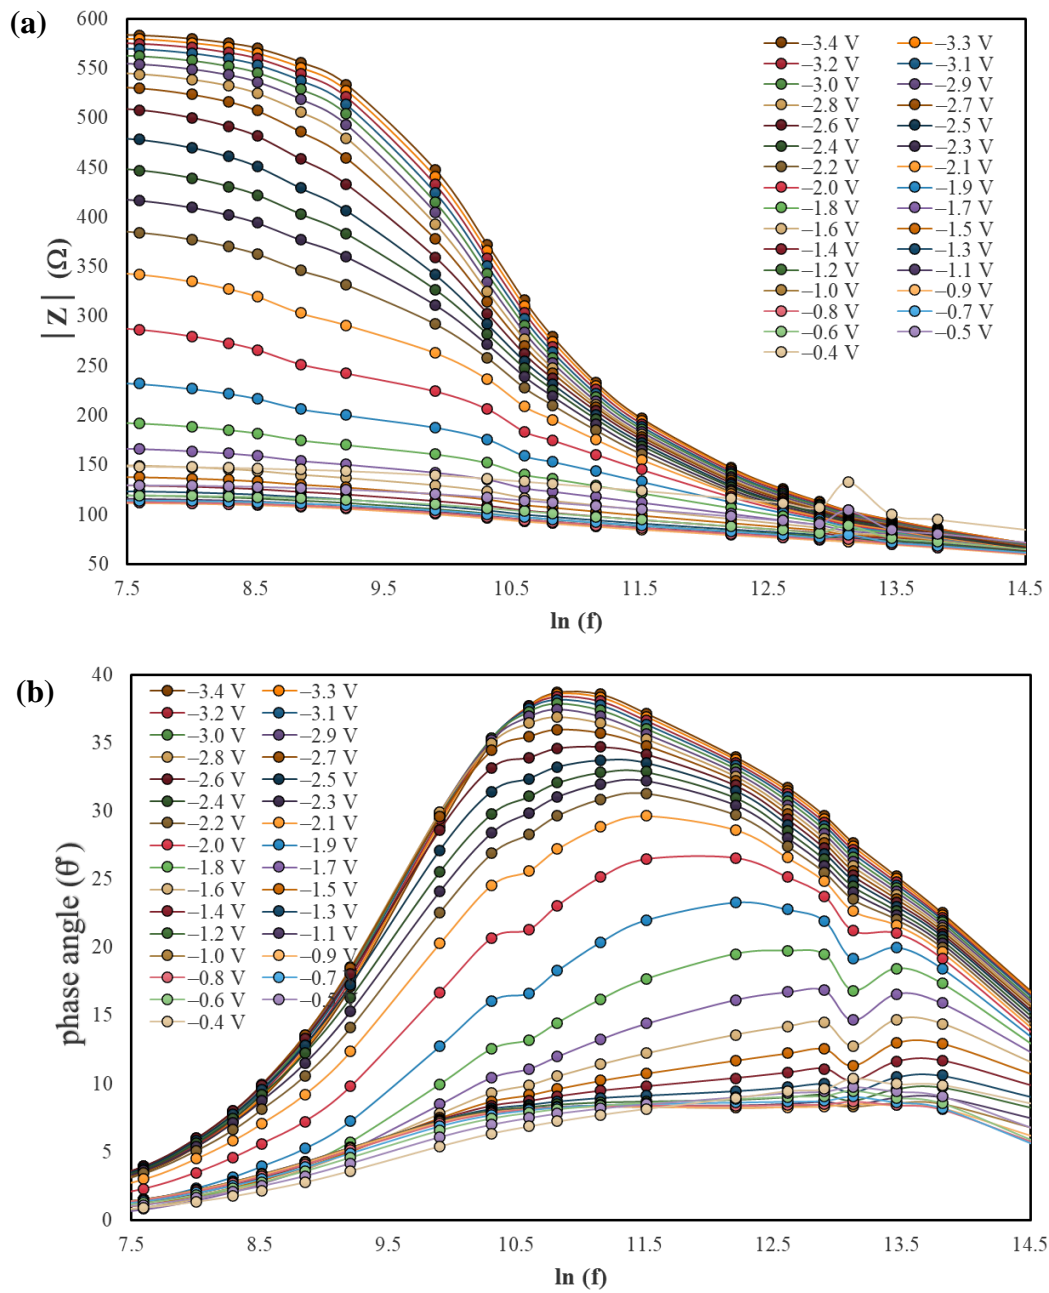 (a)
600
550
500
450
400
350
300
250
200
150
100
50
|Z| (Ω)
–3.4 V –3.3 V
–3.2 V –3.1 V
–3.0 V –2.9 V
–2.8 V –2.7 V
–2.6 V –2.5 V
–2.4 V –2.3 V
–2.2 V –2.1 V
–2.0 V –1.9 V
–1.8 V –1.7 V
–1.6 V –1.5 V
–1.4 V –1.3 V
–1.2 V –1.1 V
–1.0 V –0.9 V
–0.8 V –0.7 V
–0.6 V –0.5 V
–0.4 V
7.5 8.5 9.5 10.5 11.5 12.5 13.5 14.5
ln (f)
(b)
40
35
30
25
20
15
10
5
0
phase angle (θ°)
–3.4 V –3.3 V
–3.2 V –3.1 V
–3.0 V –2.9 V
–2.8 V –2.7 V
–2.6 V –2.5 V
–2.4 V –2.3 V
–2.2 V –2.1 V
–2.0 V –1.9 V
–1.8 V –1.7 V
–1.6 V –1.5 V
–1.4 V –1.3 V
–1.2 V –1.1 V
–1.0 V –0.9 V
–0.8 V –0.7
–0.6 V
–0.4 V
7.5 8.5 9.5 10.5 11.5 12.5 13.5 14.5
ln (f)